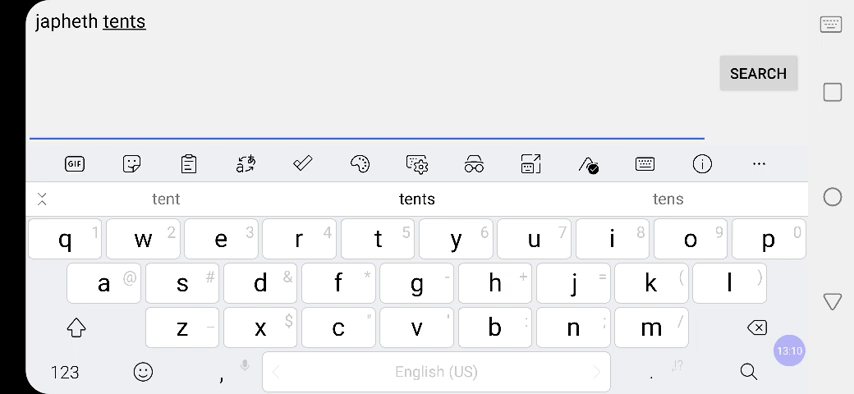 japheth tents
SEARCH
GIF
tent tents tens
q 1 w 2 e 3 r 4 t 5 y 6 u 7 i 8 o 9 p 0
a @ s # d & f * g - h + j = k ( l )
z _ x $ c " v ' b : n ; m /
13:10
123 , English (US) . .!?